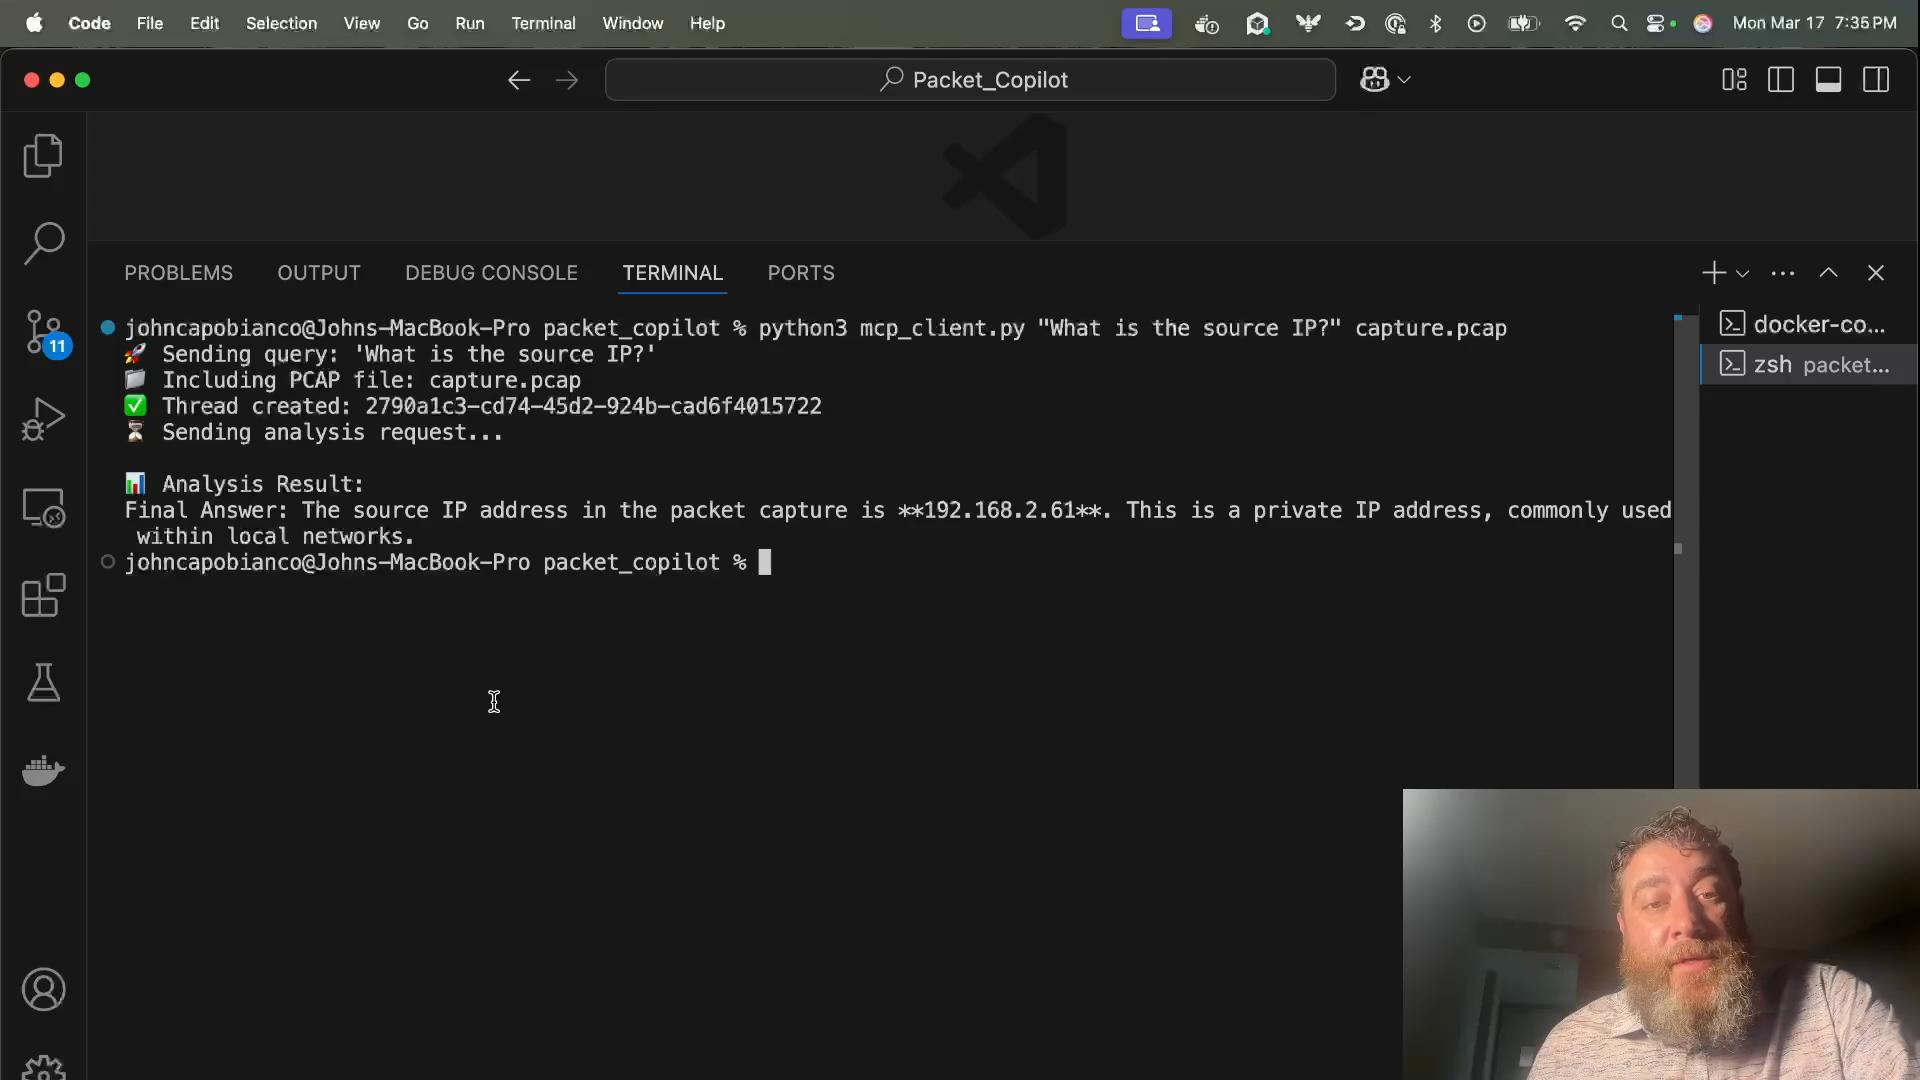 Code File Edit Selection View Go Run Terminal Window Help Mon Mar 17 7:35 PM
Packet_Copilot
PROBLEMS OUTPUT DEBUG CONSOLE TERMINAL PORTS
johncapobianco@Johns-MacBook-Pro packet_copilot % python3 mcp_client.py "What is the source IP?" capture.pcap
🚀 Sending query: 'What is the source IP?'
📁 Including PCAP file: capture.pcap
✅ Thread created: 2790a1c3-cd74-45d2-924b-cad6f4015722
⏳ Sending analysis request...
📊 Analysis Result:
Final Answer: The source IP address in the packet capture is **192.168.2.61**. This is a private IP address, commonly used
within local networks.
johncapobianco@Johns-MacBook-Pro packet_copilot %
docker-co...
zsh packet...
11